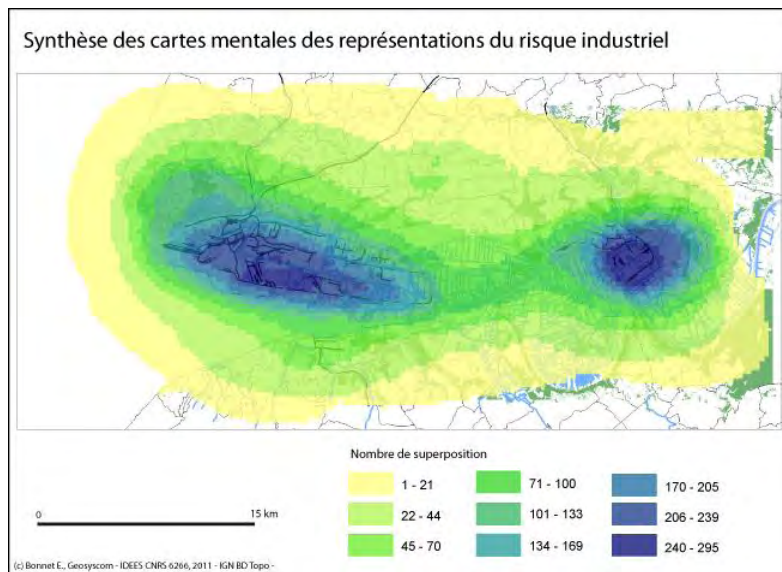 Synthèse des cartes mentales des représentations du risque industriel
Nombre de superposition
1 - 21
71 - 100
170 - 205
22 - 44
101 - 133
206 - 239
45 - 70
134 - 169
240 - 295
0
15 km
(c) Bonnet E., Geosyscom - IDEES CNRS 6266, 2011 - IGN BD Topo -